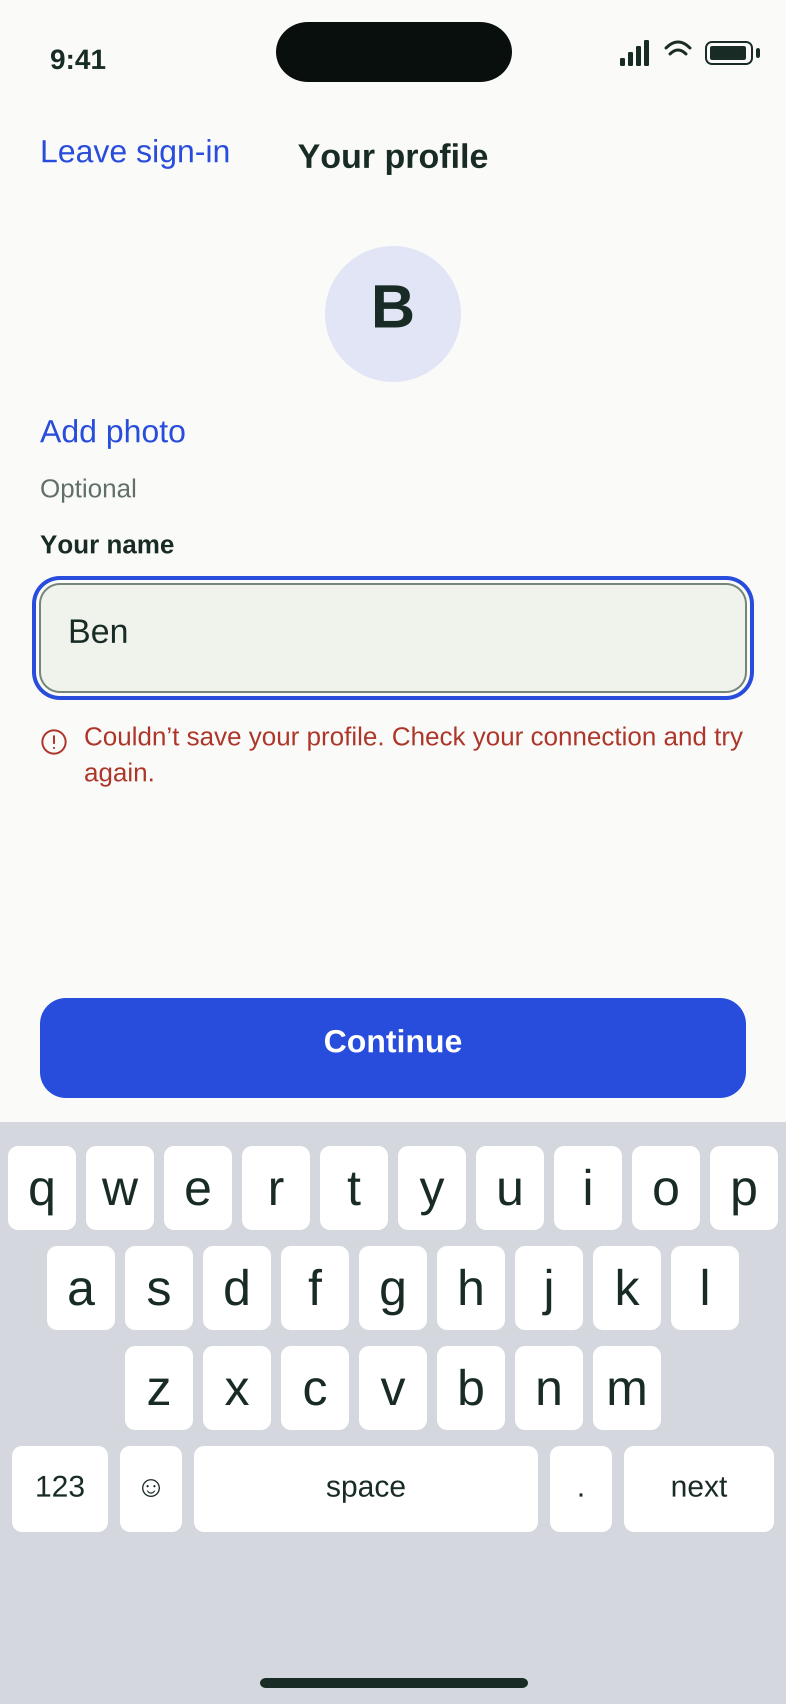 9:41
Leave sign-in
Your profile
B
Add photo
Optional
Your name
Ben
Couldn’t save your profile. Check your connection and try
again.
Continue
q w e r t y u i o p
a s d f g h j k l
z x c v b n m
123 ☺ space . next